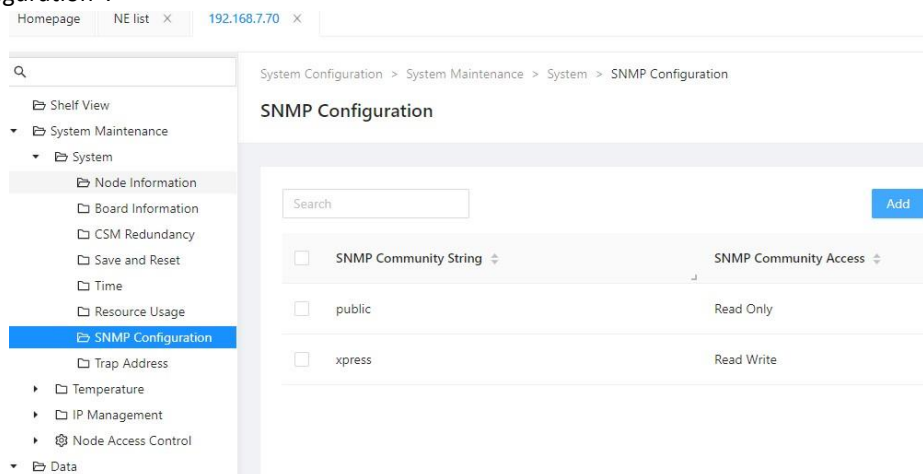 guration".
Homepage NE list × 192.168.7.70 ×
System Configuration > System Maintenance > System > SNMP Configuration
SNMP Configuration
Shelf View
System Maintenance
System
Node Information
Board Information
CSM Redundancy
Save and Reset
Time
Resource Usage
SNMP Configuration
Trap Address
Temperature
IP Management
Node Access Control
Data
Search
Add
SNMP Community String SNMP Community Access
public Read Only
xpress Read Write